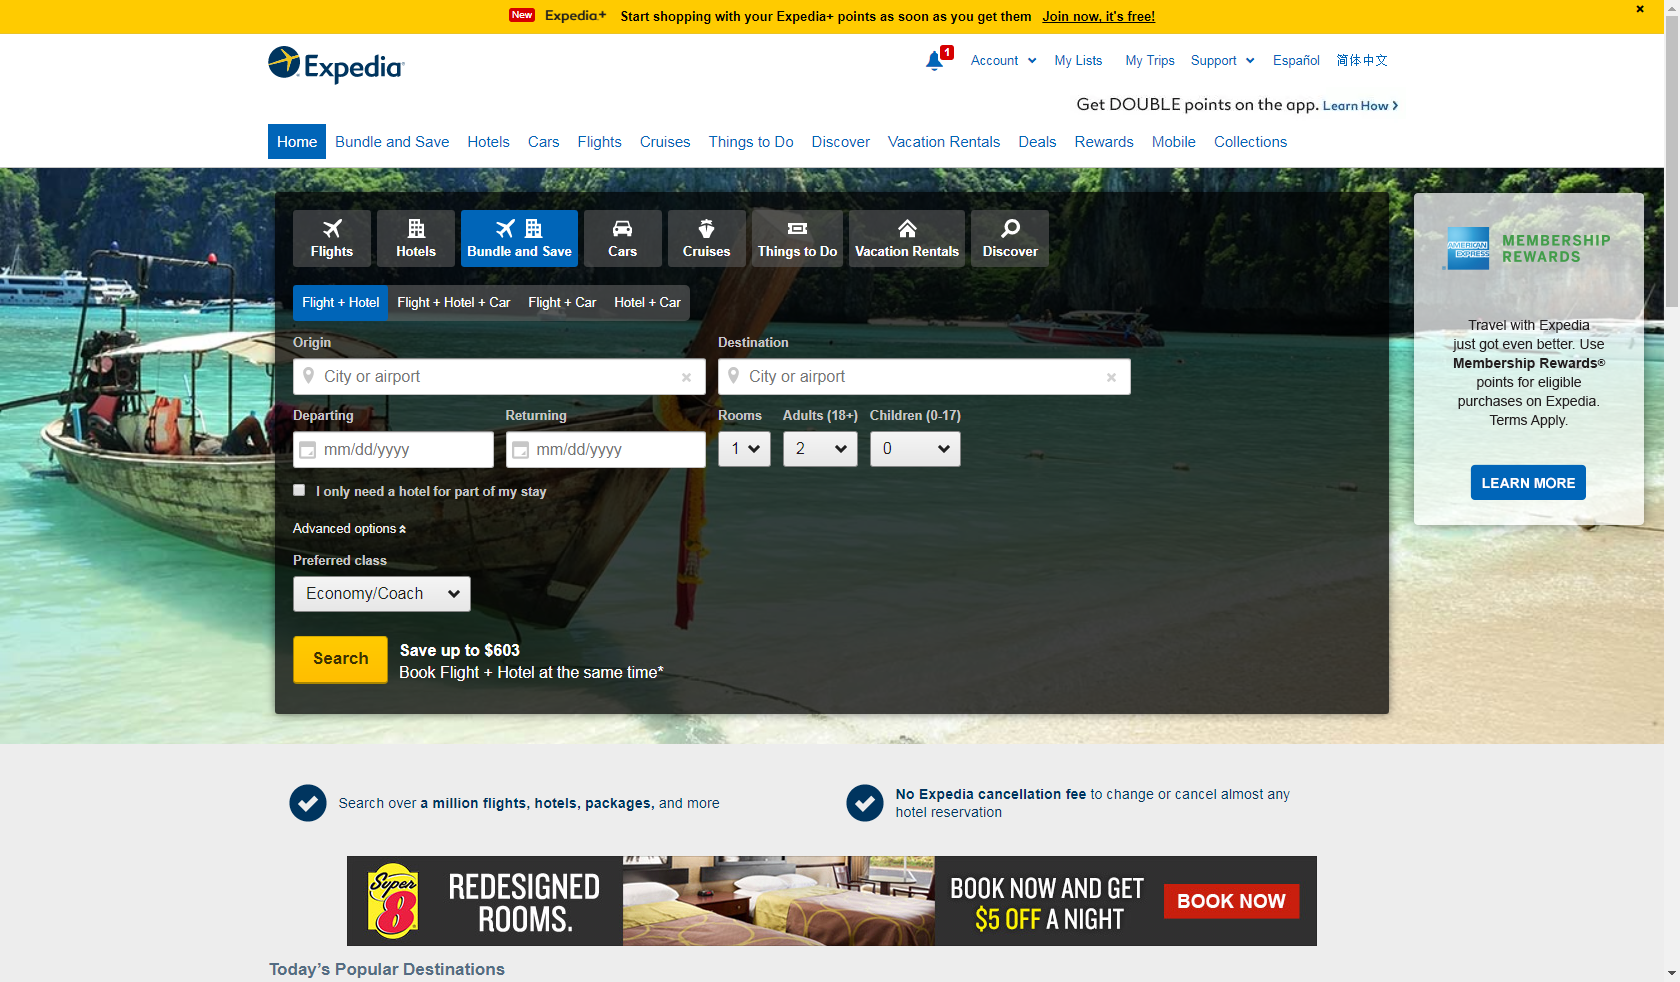 New Expedia+ Start shopping with your Expedia+ points as soon as you get them Join now, it's free!
Expedia
1 Account My Lists My Trips Support Español 简体中文
Get DOUBLE points on the app. Learn How
Home Bundle and Save Hotels Cars Flights Cruises Things to Do Discover Vacation Rentals Deals Rewards Mobile Collections
Flights Hotels Bundle and Save Cars Cruises Things to Do Vacation Rentals Discover
Flight + Hotel Flight + Hotel + Car Flight + Car Hotel + Car
Origin Destination
City or airport City or airport
Departing Returning Rooms Adults (18+) Children (0-17)
mm/dd/yyyy mm/dd/yyyy 1 2 0
I only need a hotel for part of my stay
Advanced options
Preferred class
Economy/Coach
Search
Save up to $603
Book Flight + Hotel at the same time*
AMERICAN EXPRESS
MEMBERSHIP
REWARDS
Travel with Expedia
just got even better. Use
Membership Rewards®
points for eligible
purchases on Expedia.
Terms Apply.
LEARN MORE
Search over a million flights, hotels, packages, and more
No Expedia cancellation fee to change or cancel almost any
hotel reservation
Super 8
REDESIGNED
ROOMS.
BOOK NOW AND GET
$5 OFF A NIGHT
BOOK NOW
Today's Popular Destinations